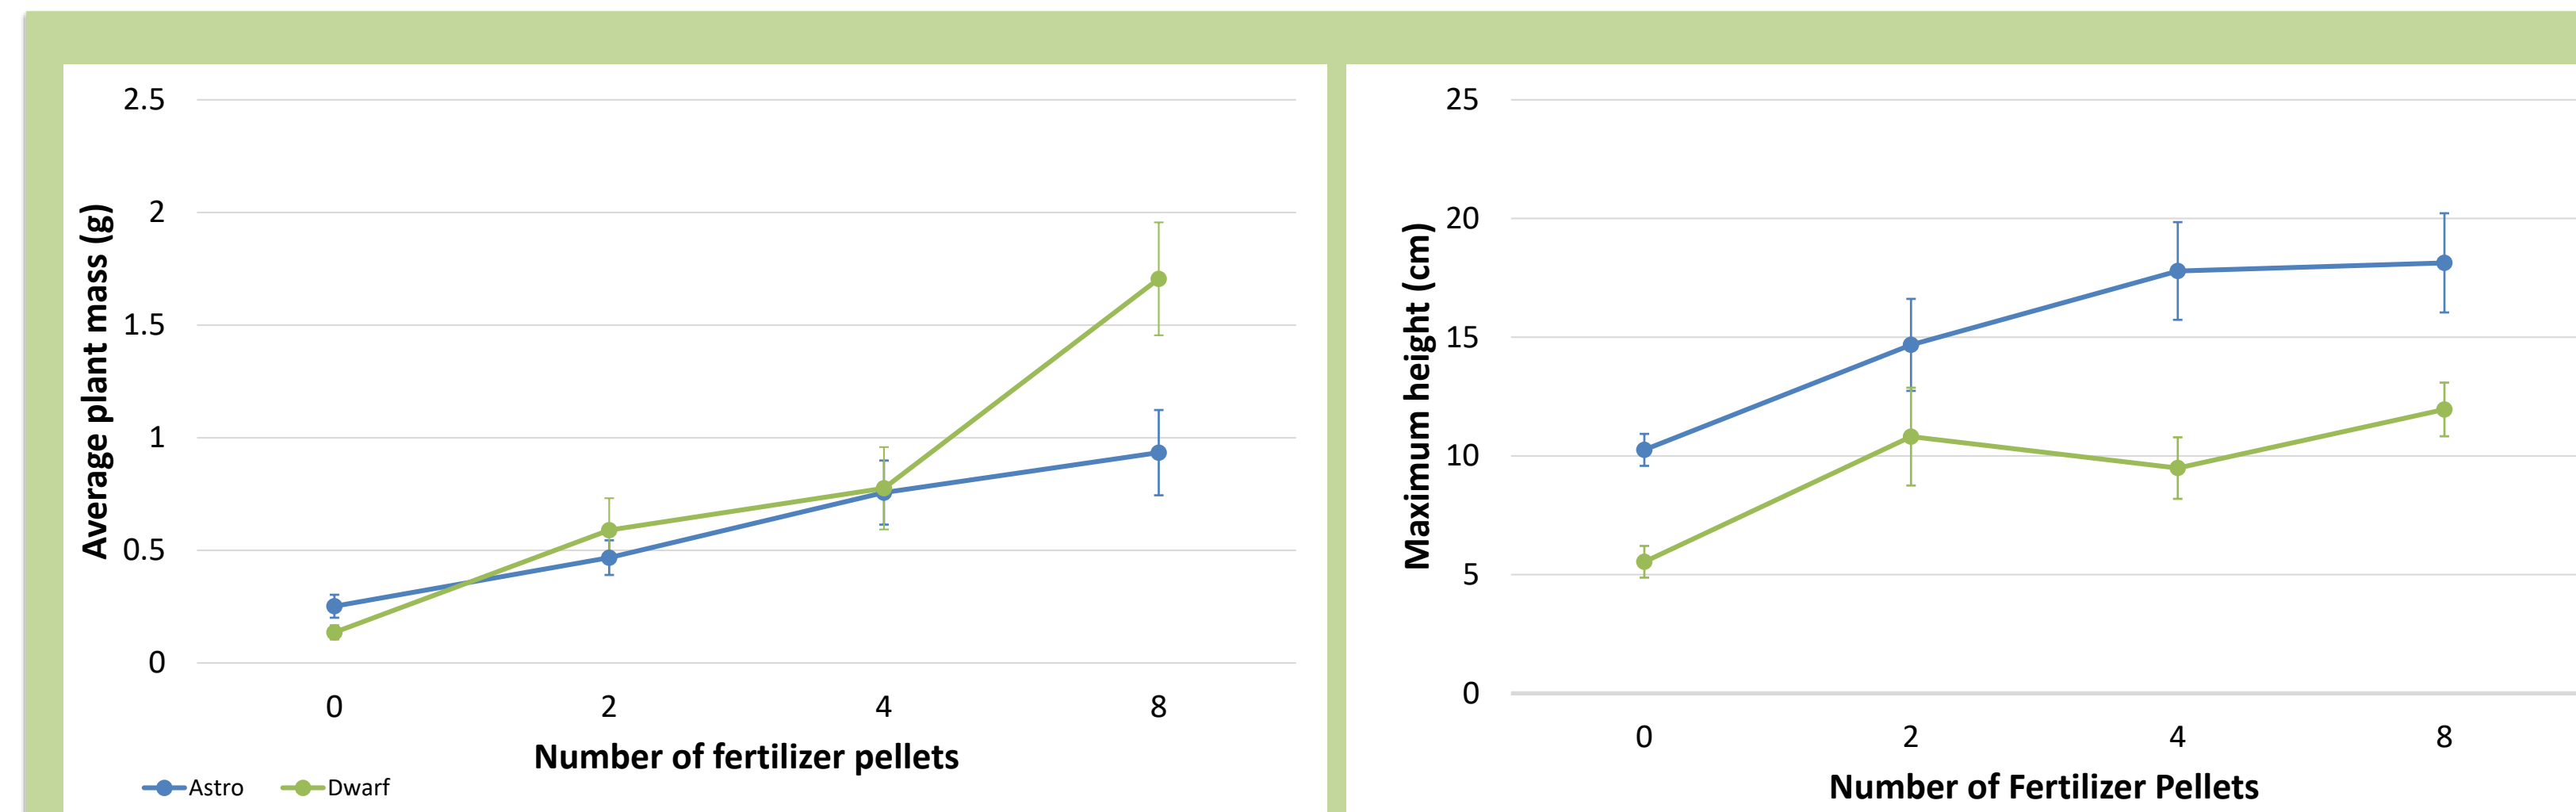 2.5
2
1.5
1
0.5
0
Average plant mass (g)
0 2 4 8
Number of fertilizer pellets
Astro Dwarf
25
20
15
10
5
0
Maximum height (cm)
0 2 4 8
Number of Fertilizer Pellets